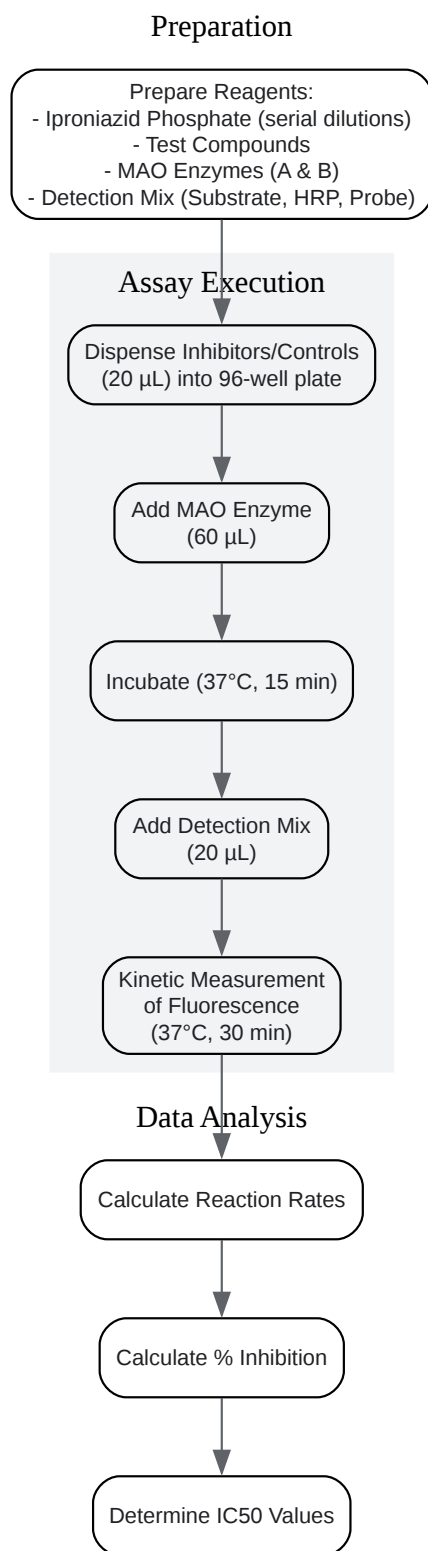 Preparation
Prepare Reagents:
- Iproniazid Phosphate (serial dilutions)
- Test Compounds
- MAO Enzymes (A & B)
- Detection Mix (Substrate, HRP, Probe)
Assay Execution
Dispense Inhibitors/Controls
(20 µL) into 96-well plate
Add MAO Enzyme
(60 µL)
Incubate (37°C, 15 min)
Add Detection Mix
(20 µL)
Kinetic Measurement
of Fluorescence
(37°C, 30 min)
Data Analysis
Calculate Reaction Rates
Calculate % Inhibition
Determine IC50 Values